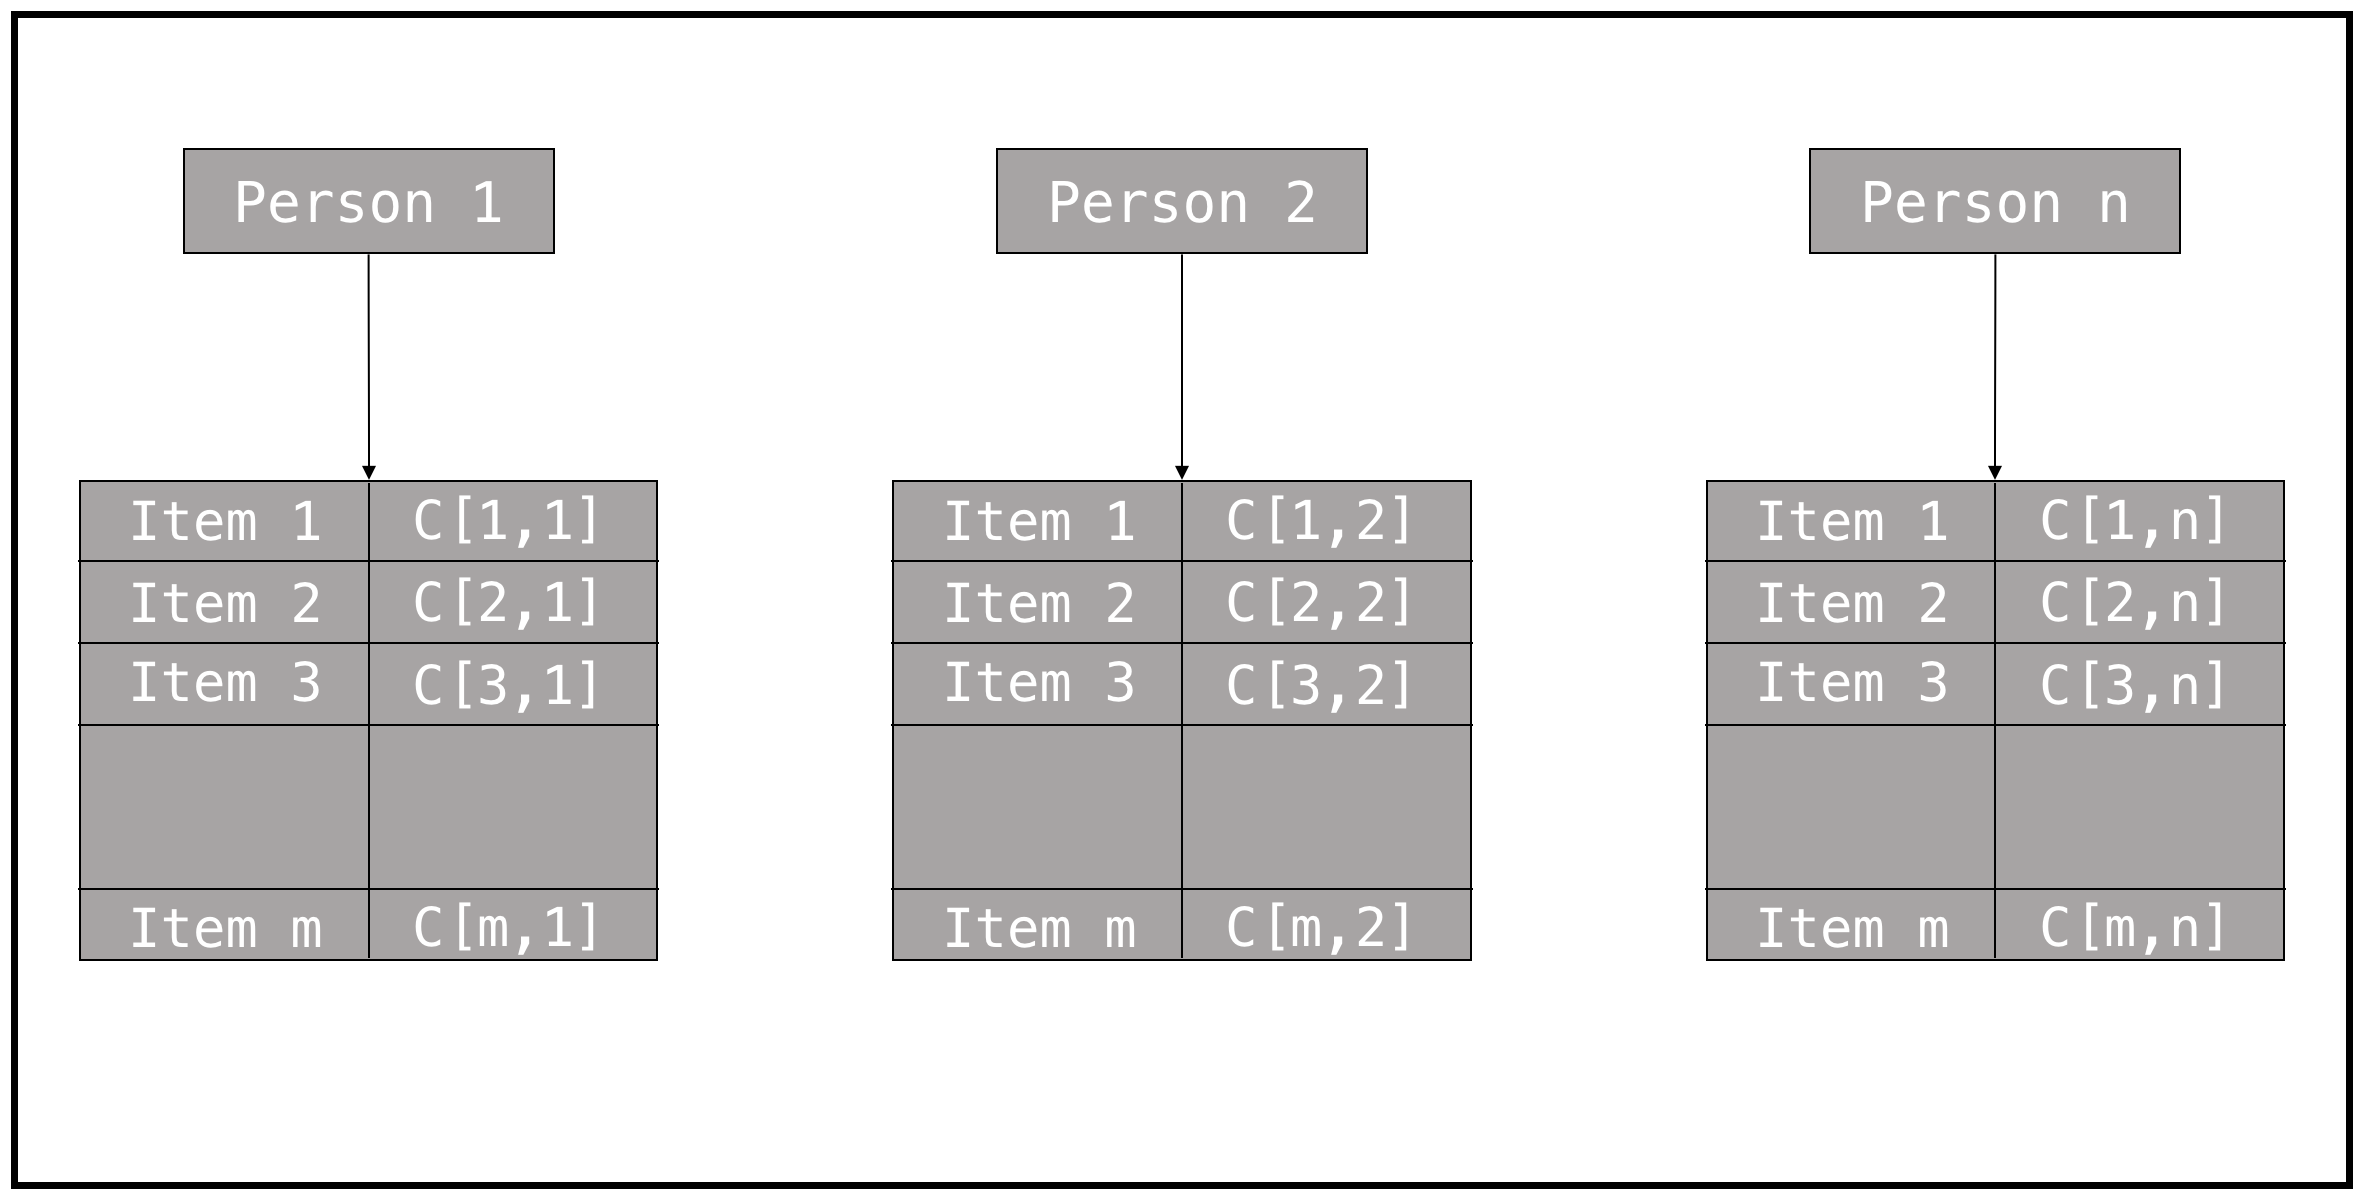 Person 1
Person 2
Person n
Item 1 C[1,1]
Item 2 C[2,1]
Item 3 C[3,1]
Item m C[m,1]
Item 1 C[1,2]
Item 2 C[2,2]
Item 3 C[3,2]
Item m C[m,2]
Item 1 C[1,n]
Item 2 C[2,n]
Item 3 C[3,n]
Item m C[m,n]